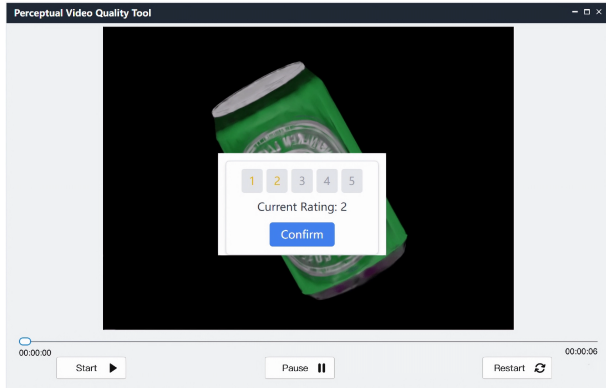 Perceptual Video Quality Tool
1 2 3 4 5
Current Rating: 2
Confirm
00:00:00
00:00:06
Start
Pause
Restart